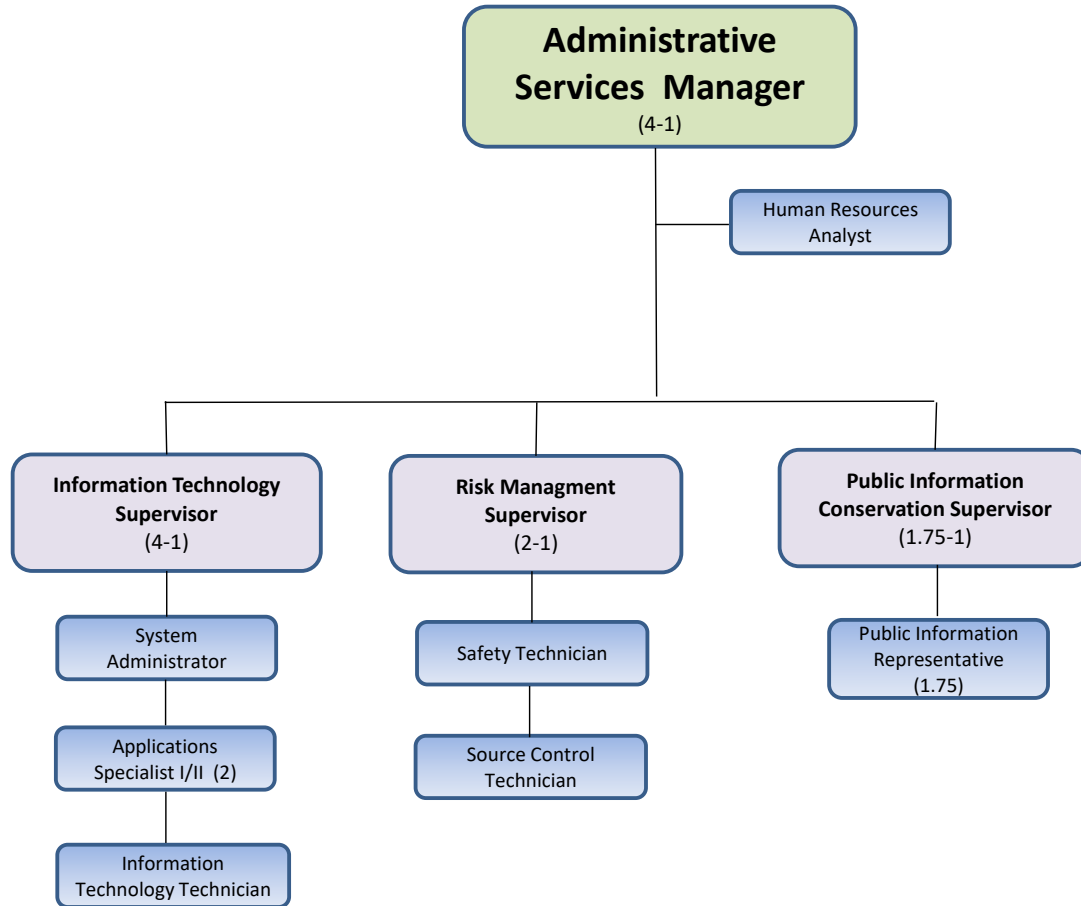 Administrative
Services Manager
(4-1)
Human Resources
Analyst
Information Technology
Supervisor
(4-1)
Risk Managment
Supervisor
(2-1)
Public Information
Conservation Supervisor
(1.75-1)
System
Administrator
Applications
Specialist I/II (2)
Information
Technology Technician
Safety Technician
Source Control
Technician
Public Information
Representative
(1.75)